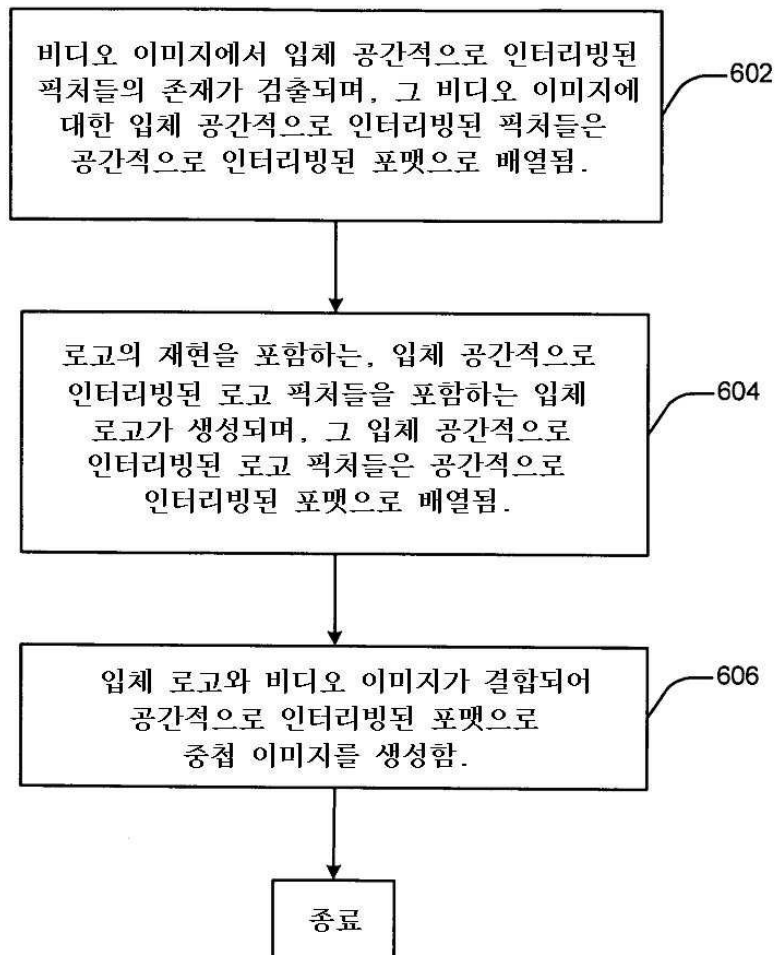 비디오 이미지에서 입체 공간적으로 인터리빙된
픽처들의 존재가 검출되며, 그 비디오 이미지에
대한 입체 공간적으로 인터리빙된 픽처들은
공간적으로 인터리빙된 포맷으로 배열됨.
602
로고의 재현을 포함하는, 입체 공간적으로
인터리빙된 로고 픽처들을 포함하는 입체
로고가 생성되며, 그 입체 공간적으로
인터리빙된 로고 픽처들은 공간적으로
인터리빙된 포맷으로 배열됨.
604
입체 로고와 비디오 이미지가 결합되어
공간적으로 인터리빙된 포맷으로
중첩 이미지를 생성함.
606
종료